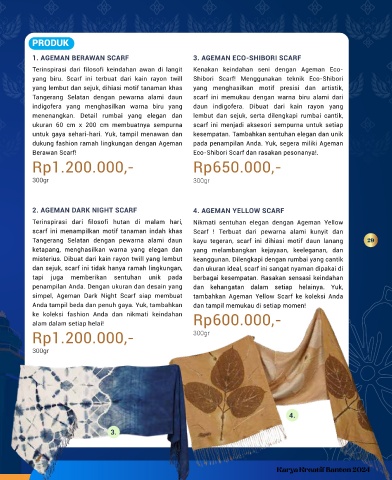 PRODUK
1. AGEMAN BERAWAN SCARF
Terinspirasi dari filosofi keindahan awan di langit
yang biru. Scarf ini terbuat dari kain rayon twill
yang lembut dan sejuk, dihiasi motif tanaman khas
Tangerang Selatan dengan pewarna alami daun
indigofera yang menghasilkan warna biru yang
menenangkan. Detail rumbai yang elegan dan
ukuran 60 cm x 200 cm membuatnya sempurna
untuk gaya sehari-hari. Yuk, tampil menawan dan
dukung fashion ramah lingkungan dengan Ageman
Berawan Scarf!
Rp1.200.000,-
300gr
2. AGEMAN DARK NIGHT SCARF
Terinspirasi dari filosofi hutan di malam hari,
scarf ini menampilkan motif tanaman indah khas
Tangerang Selatan dengan pewarna alami daun
ketapang, menghasilkan warna yang elegan dan
misterius. Dibuat dari kain rayon twill yang lembut
dan sejuk, scarf ini tidak hanya ramah lingkungan,
tapi juga memberikan sentuhan unik pada
penampilan Anda. Dengan ukuran dan desain yang
simpel, Ageman Dark Night Scarf siap membuat
Anda tampil beda dan penuh gaya. Yuk, tambahkan
ke koleksi fashion Anda dan nikmati keindahan
alam dalam setiap helai!
Rp1.200.000,-
300gr
3. AGEMAN ECO-SHIBORI SCARF
Kenakan keindahan seni dengan Ageman Eco-
Shibori Scarf! Menggunakan teknik Eco-Shibori
yang menghasilkan motif presisi dan artistik,
scarf ini memukau dengan warna biru alami dari
daun indigofera. Dibuat dari kain rayon yang
lembut dan sejuk, serta dilengkapi rumbai cantik,
scarf ini menjadi aksesori sempurna untuk setiap
kesempatan. Tambahkan sentuhan elegan dan unik
pada penampilan Anda. Yuk, segera miliki Ageman
Eco-Shibori Scarf dan rasakan pesonanya!.
Rp650.000,-
300gr
4. AGEMAN YELLOW SCARF
Nikmati sentuhan elegan dengan Ageman Yellow
Scarf ! Terbuat dari pewarna alami kunyit dan
kayu tegeran, scarf ini dihiasi motif daun lanang
yang melambangkan kejayaan, keelegan, dan
keanggunan. Dilengkapi dengan rumbai yang cantik
dan ukuran ideal, scarf ini sangat nyaman dipakai di
berbagai kesempatan. Rasakan sensasi keindahan
dan kehangatan dalam setiap helainya. Yuk,
tambahkan Ageman Yellow Scarf ke koleksi Anda
dan tampil memukau di setiap momen!
Rp600.000,-
300gr
29
3.
4.
Karya Kreatif Banten 2024